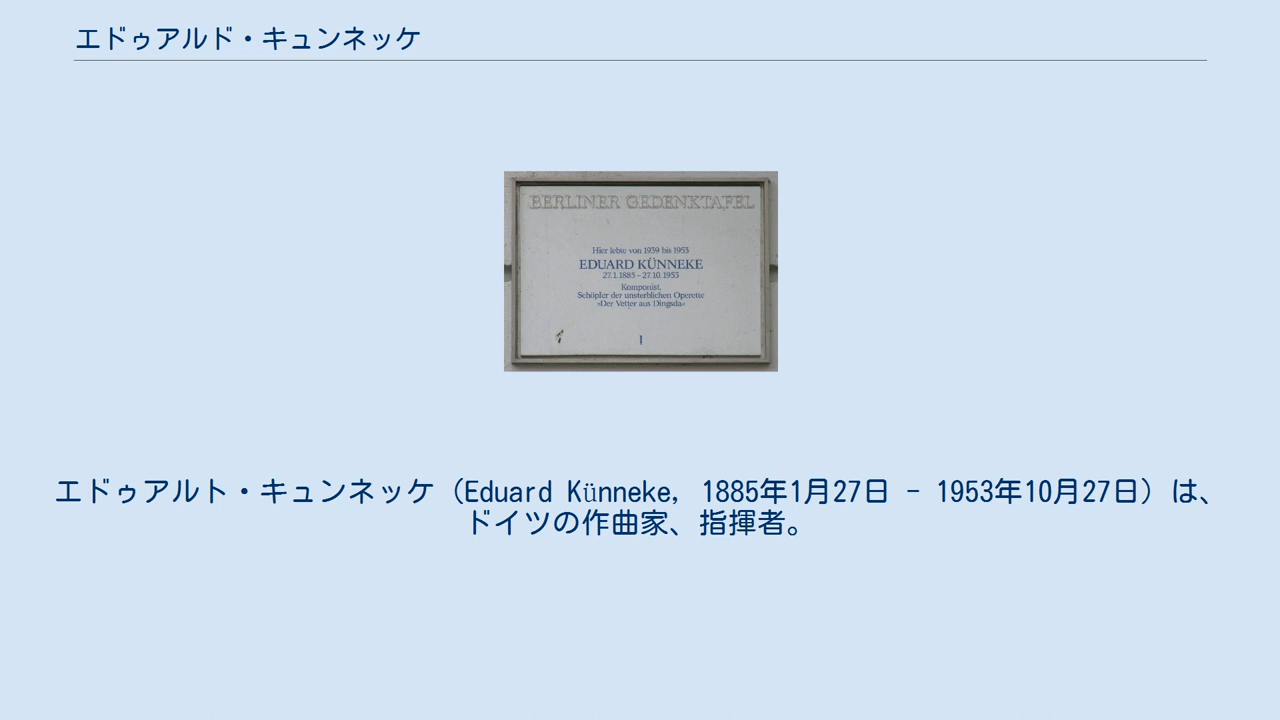 エドゥアルド・キュンネッケ
BERLINER GEDENKTAFEL
Hier lebte von 1939 bis 1953
EDUARD KÜNNEKE
27.1.1885 – 27.10.1953
Komponist,
Schöpfer der unsterblichen Operette
»Der Vetter aus Dingsda«
エドゥアルト・キュンネッケ（Eduard Künneke, 1885年1月27日 - 1953年10月27日）は、
ドイツの作曲家、指揮者。